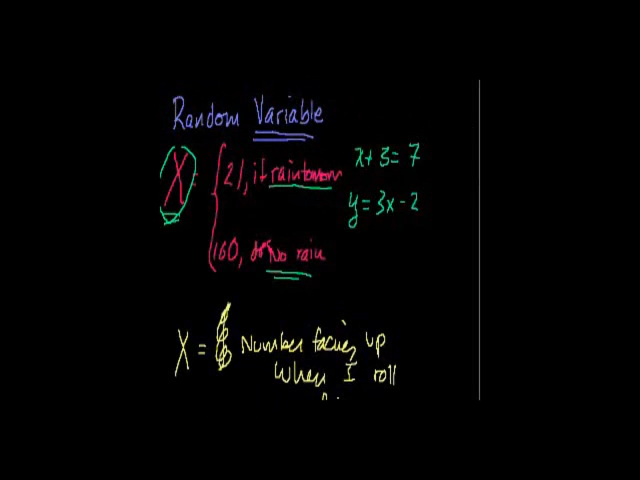 Random Variable
X = { 21, if rain tomorrow
x + 3 = 7
y = 3x - 2
160, No rain
X = Number facing up
When I roll